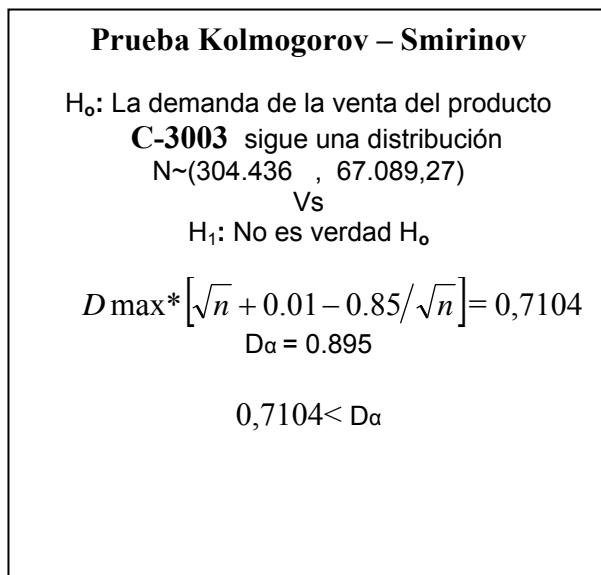 Prueba Kolmogorov – Smirinov
Ho: La demanda de la venta del producto
C-3003 sigue una distribución
N~(304.436 , 67.089,27)
Vs
H1: No es verdad Ho
D max*[√n + 0.01 − 0.85/√n]= 0,7104
Dα = 0.895
0,7104< Dα